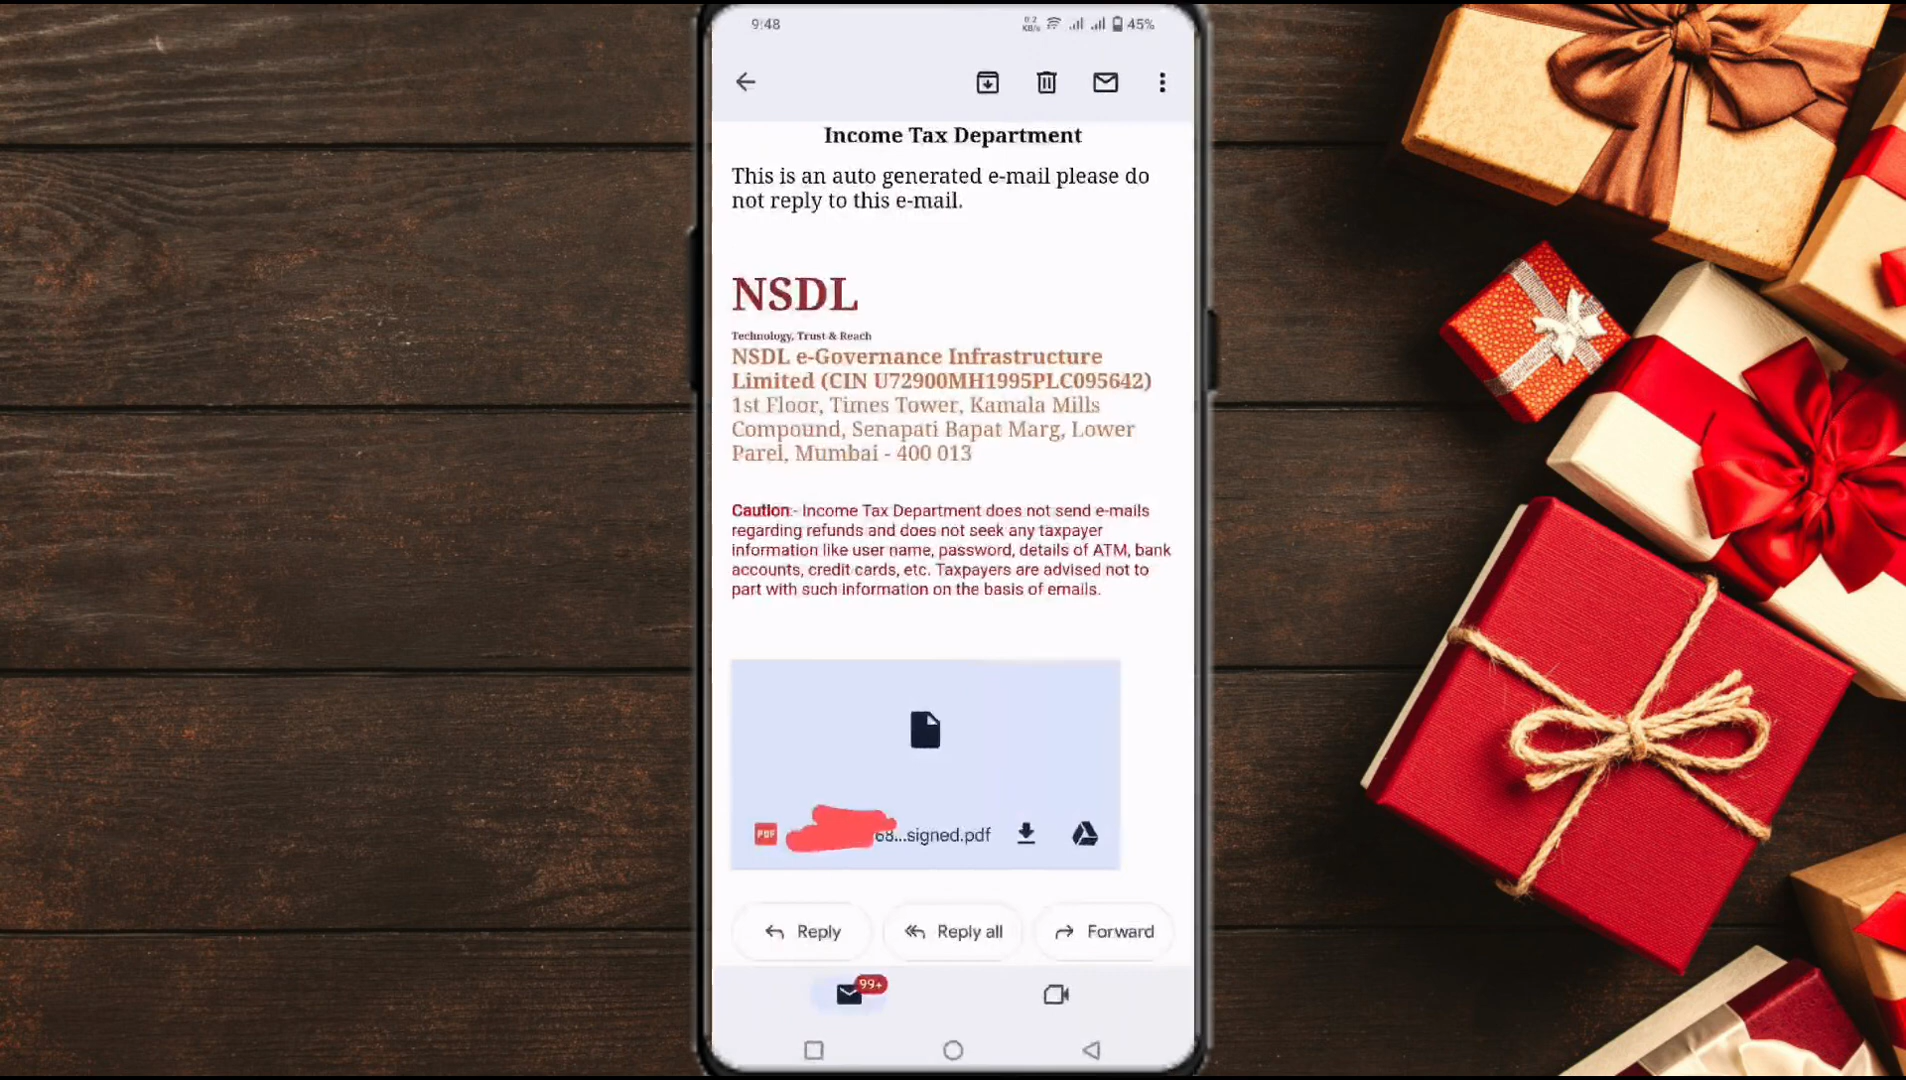 9:48
0.2
KB/s
45%
Income Tax Department
This is an auto generated e-mail please do
not reply to this e-mail.
NSDL
Technology, Trust & Reach
NSDL e-Governance Infrastructure
Limited (CIN U72900MH1995PLC095642)
1st Floor, Times Tower, Kamala Mills
Compound, Senapati Bapat Marg, Lower
Parel, Mumbai - 400 013
Caution:- Income Tax Department does not send e-mails
regarding refunds and does not seek any taxpayer
information like user name, password, details of ATM, bank
accounts, credit cards, etc. Taxpayers are advised not to
part with such information on the basis of emails.
PDF
68...signed.pdf
Reply
Reply all
Forward
99+